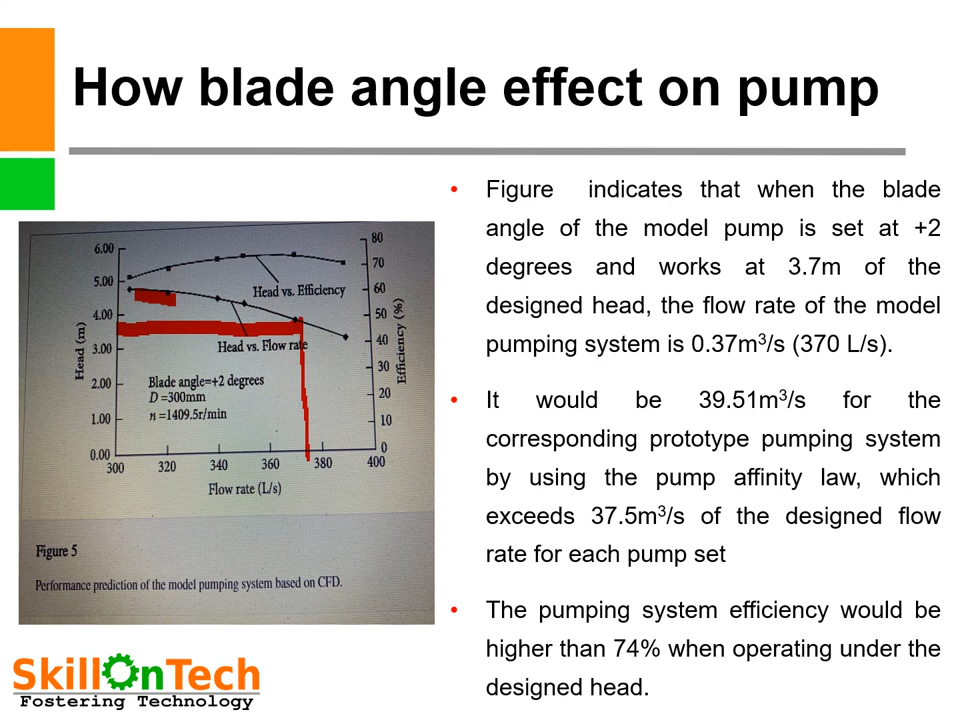 How blade angle effect on pump
• Figure indicates that when the blade
angle of the model pump is set at +2
degrees and works at 3.7m of the
designed head, the flow rate of the model
pumping system is 0.37m³/s (370 L/s).
• It would be 39.51m³/s for the
corresponding prototype pumping system
by using the pump affinity law, which
exceeds 37.5m³/s of the designed flow
rate for each pump set
• The pumping system efficiency would be
higher than 74% when operating under the
designed head.
6.00
5.00
4.00
3.00
2.00
1.00
0.00
Head (m)
80
70
60
50
40
30
20
10
0
Efficiency (%)
Head vs. Efficiency
Head vs. Flow rate
Blade angle=+2 degrees
D =300mm
n =1409.5r/min
300 320 340 360 380 400
Flow rate (L/s)
Figure 5
Performance prediction of the model pumping system based on CFD.
SkillOnTech
Fostering Technology